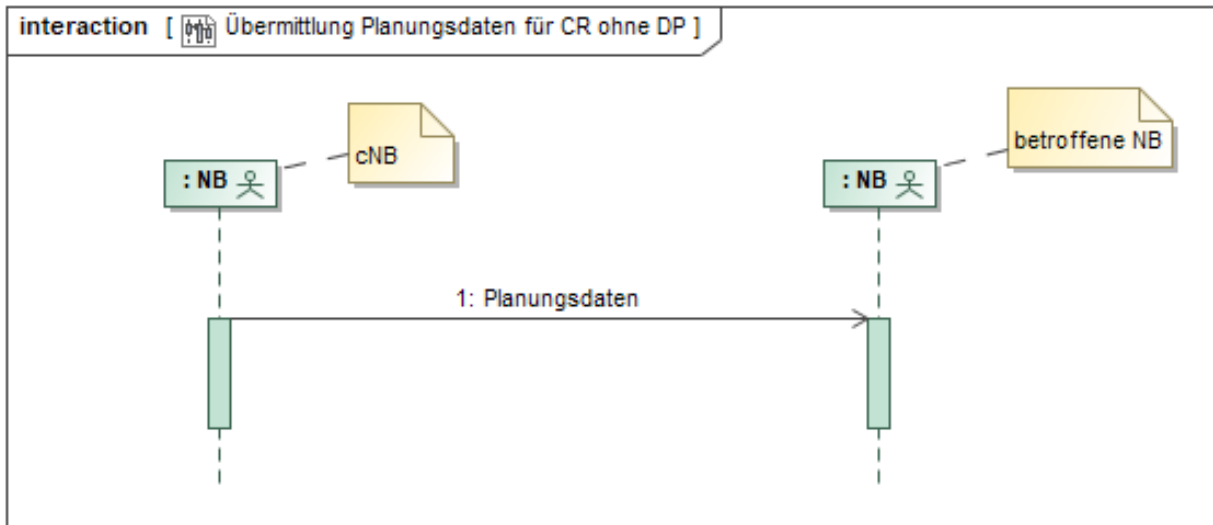 interaction [ Übermittlung Planungsdaten für CR ohne DP ]
cNB
betroffene NB
: NB
: NB
1: Planungsdaten